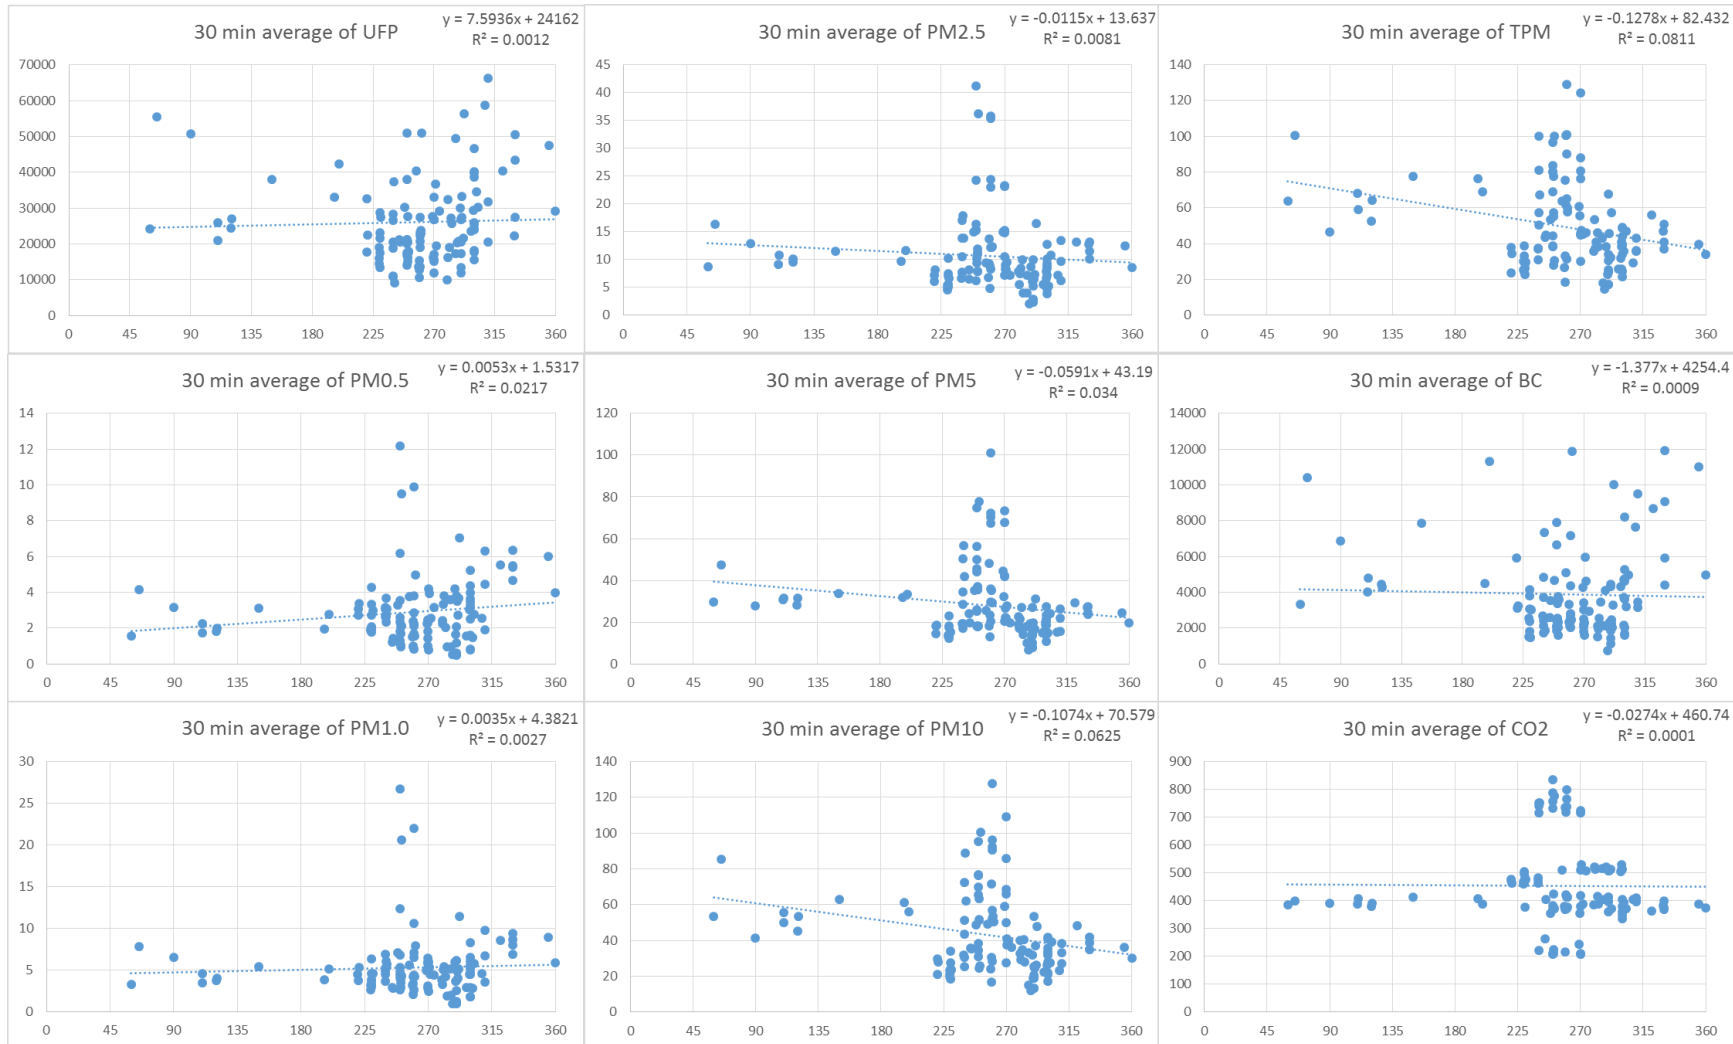 30 min average of UFP
y = 7.5936x + 24162
R² = 0.0012
70000
60000
50000
40000
30000
20000
10000
0
0 45 90 135 180 225 270 315 360
30 min average of PM2.5
y = -0.0115x + 13.637
R² = 0.0081
45
40
35
30
25
20
15
10
5
0
0 45 90 135 180 225 270 315 360
30 min average of TPM
y = -0.1278x + 82.432
R² = 0.0811
140
120
100
80
60
40
20
0
0 45 90 135 180 225 270 315 360
30 min average of PM0.5
y = 0.0053x + 1.5317
R² = 0.0217
14
12
10
8
6
4
2
0
0 45 90 135 180 225 270 315 360
30 min average of PM5
y = -0.0591x + 43.19
R² = 0.034
120
100
80
60
40
20
0
0 45 90 135 180 225 270 315 360
30 min average of BC
y = -1.377x + 4254.4
R² = 0.0009
14000
12000
10000
8000
6000
4000
2000
0
0 45 90 135 180 225 270 315 360
30 min average of PM1.0
y = 0.0035x + 4.3821
R² = 0.0027
30
25
20
15
10
5
0
0 45 90 135 180 225 270 315 360
30 min average of PM10
y = -0.1074x + 70.579
R² = 0.0625
140
120
100
80
60
40
20
0
0 45 90 135 180 225 270 315 360
30 min average of CO2
y = -0.0274x + 460.74
R² = 0.0001
900
800
700
600
500
400
300
200
100
0
0 45 90 135 180 225 270 315 360